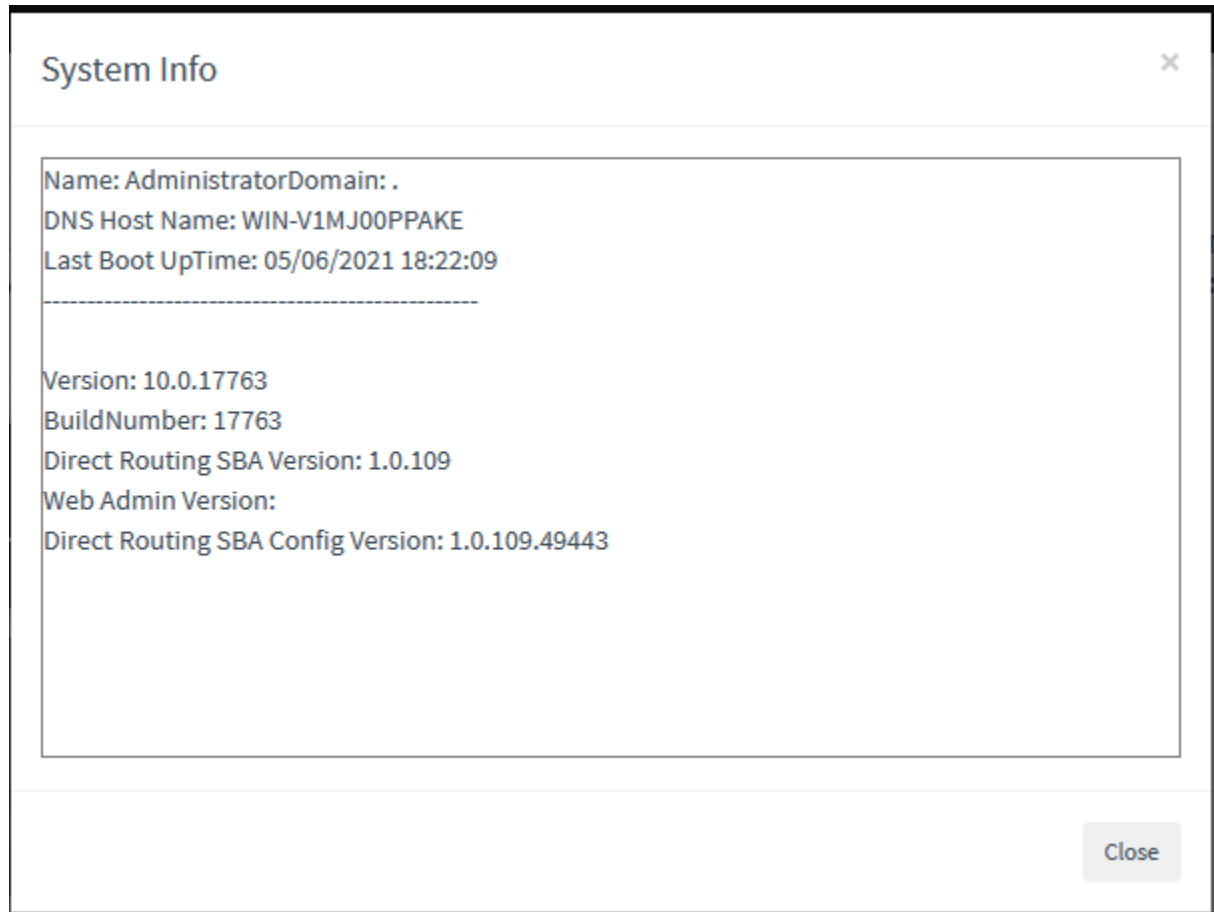 System Info
×
Name: AdministratorDomain: .
DNS Host Name: WIN-V1MJ00PPAKE
Last Boot UpTime: 05/06/2021 18:22:09
--------------------------------------------------
Version: 10.0.17763
BuildNumber: 17763
Direct Routing SBA Version: 1.0.109
Web Admin Version:
Direct Routing SBA Config Version: 1.0.109.49443
Close